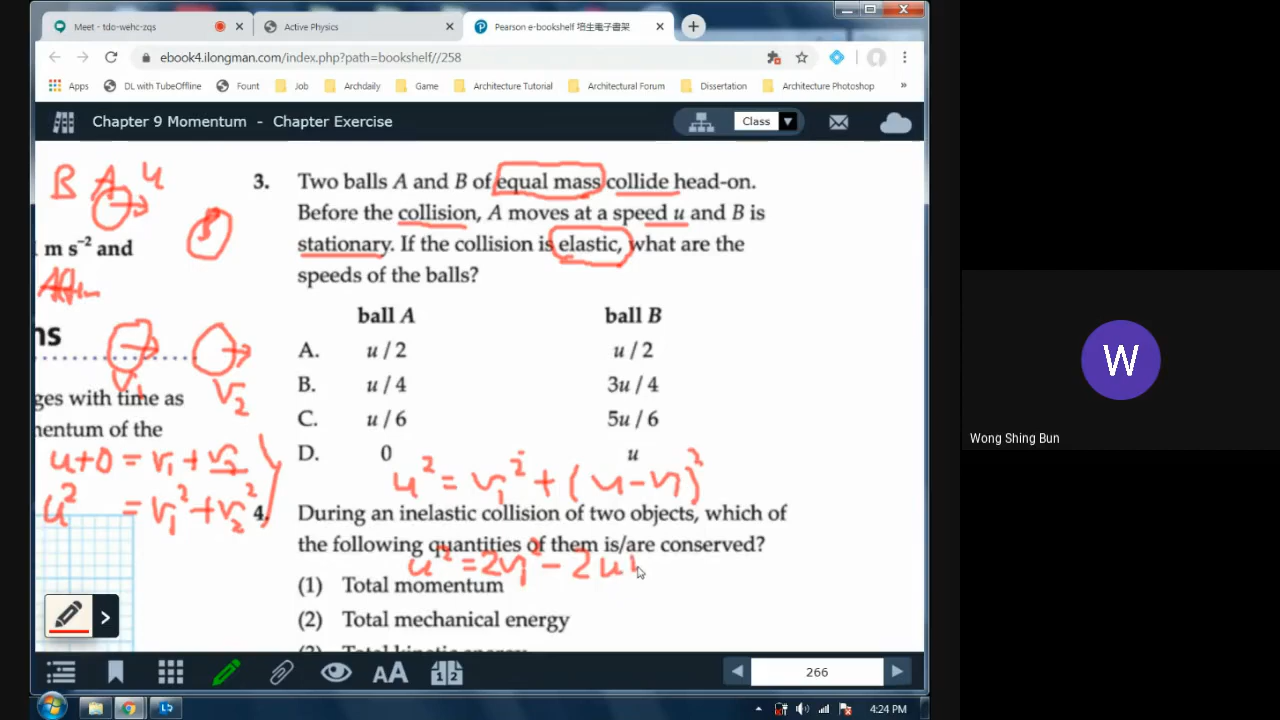 Meet - tdo-wehc-zqs
Active Physics
Pearson e-bookshelf 培生電子書架
ebook4.ilongman.com/index.php?path=bookshelf//258
Apps DL with TubeOffline Fount Job Archdaily Game Architecture Tutorial Architectural Forum Dissertation Architecture Photoshop »
Chapter 9 Momentum - Chapter Exercise
Class
B A u
B
m s⁻² and
ns
v₁
v₂
ges with time as
mentum of the
u+0 = v₁ + v₂
u² = v₁² + v₂²
3. Two balls A and B of equal mass collide head-on.
Before the collision, A moves at a speed u and B is
stationary. If the collision is elastic, what are the
speeds of the balls?
ball A ball B
A. u / 2 u / 2
B. u / 4 3u / 4
C. u / 6 5u / 6
D. 0 u
u² = v₁² + (u - v₁)²
4. During an inelastic collision of two objects, which of
the following quantities of them is/are conserved?
u² = 2v₁² - 2u
(1) Total momentum
(2) Total mechanical energy
266
4:24 PM
W
Wong Shing Bun